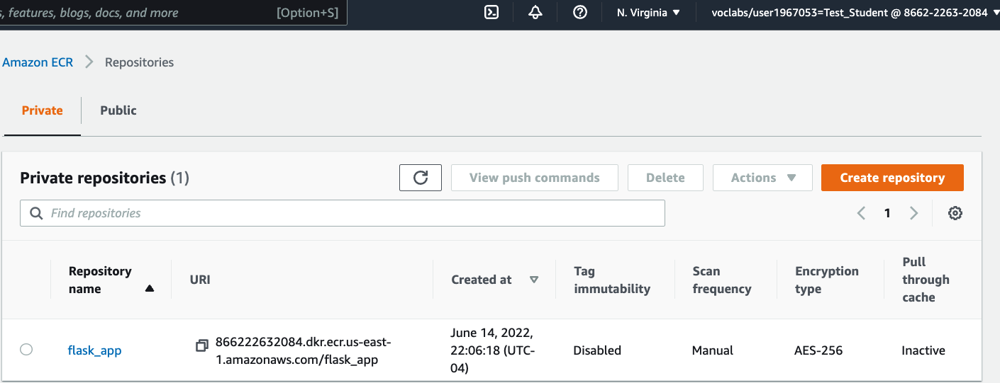 , features, blogs, docs, and more [Option+S] N. Virginia voclabs/user1967053=Test_Student @ 8662-2263-2084
Amazon ECR Repositories
Private Public
Private repositories (1) View push commands Delete Actions Create repository
Find repositories 1
Repository name URI Created at Tag immutability Scan frequency Encryption type Pull through cache
flask_app
866222632084.dkr.ecr.us-east-
1.amazonaws.com/flask_app
June 14, 2022,
22:06:18 (UTC-
04)
Disabled Manual AES-256 Inactive